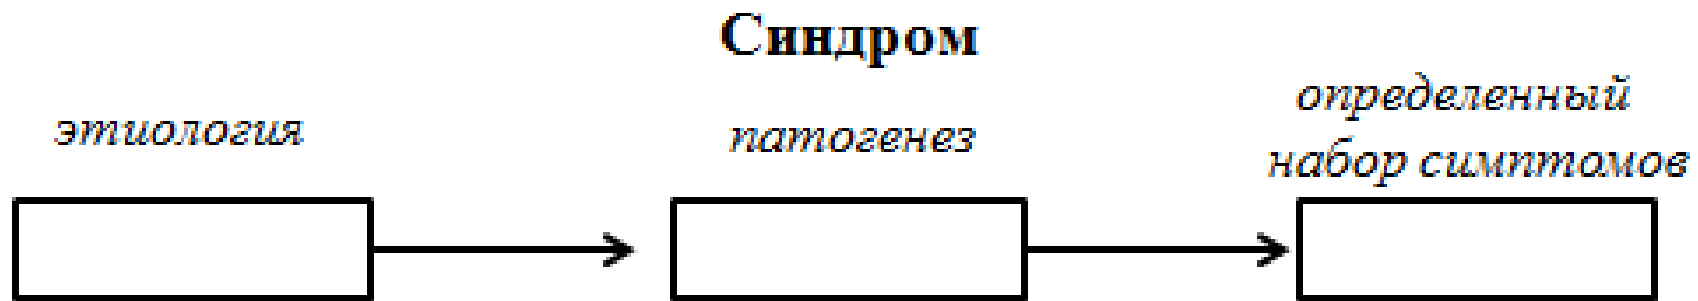 Синдром
этиология
патогенез
определенный
набор симптомов